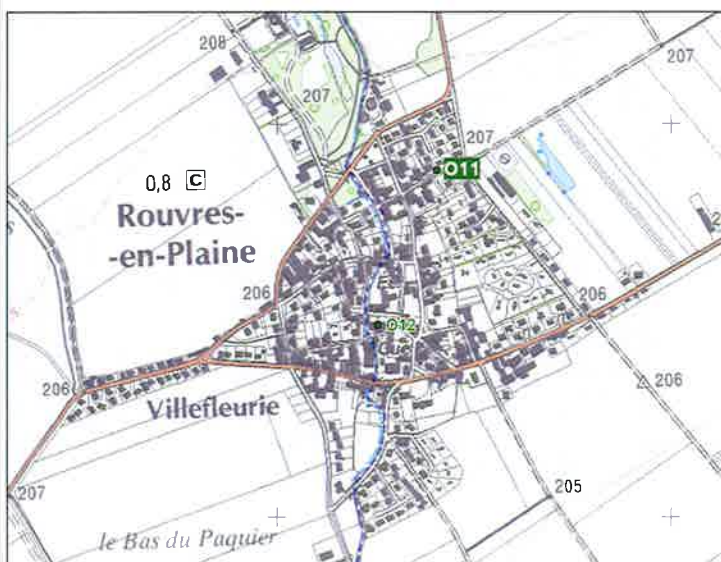 208
207
207
207
O11
0,8 C
Rouvres-
-en-Plaine
206
206
O12
206
206
Villefleurie
207
205
le Bas du Paquier